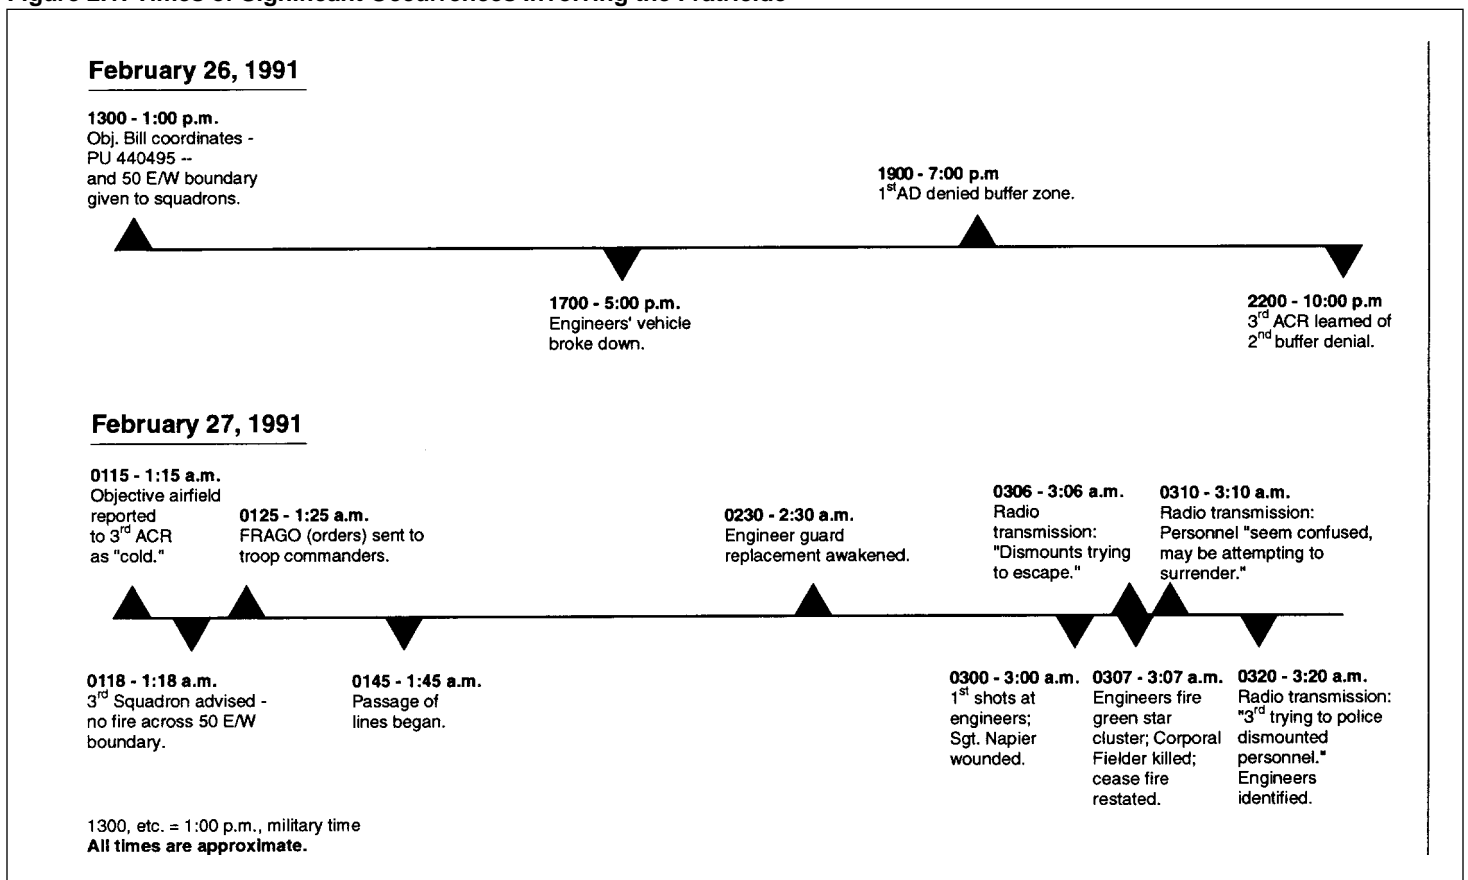 February 26, 1991
1300 - 1:00 p.m.
Obj. Bill coordinates -
PU 440495 --
and 50 E/W boundary
given to squadrons.
1700 - 5:00 p.m.
Engineers' vehicle
broke down.
1900 - 7:00 p.m
1st AD denied buffer zone.
2200 - 10:00 p.m
3rd ACR learned of
2nd buffer denial.
February 27, 1991
0115 - 1:15 a.m.
Objective airfield
reported
to 3rd ACR
as "cold."
0118 - 1:18 a.m.
3rd Squadron advised -
no fire across 50 E/W
boundary.
0125 - 1:25 a.m.
FRAGO (orders) sent to
troop commanders.
0145 - 1:45 a.m.
Passage of
lines began.
0230 - 2:30 a.m.
Engineer guard
replacement awakened.
0300 - 3:00 a.m.
1st shots at
engineers;
Sgt. Napier
wounded.
0306 - 3:06 a.m.
Radio
transmission:
"Dismounts trying
to escape."
0307 - 3:07 a.m.
Engineers fire
green star
cluster; Corporal
Fielder killed;
cease fire
restated.
0310 - 3:10 a.m.
Radio transmission:
Personnel "seem confused,
may be attempting to
surrender."
0320 - 3:20 a.m.
Radio transmission:
"3rd trying to police
dismounted
personnel."
Engineers
identified.
1300, etc. = 1:00 p.m., military time
All times are approximate.